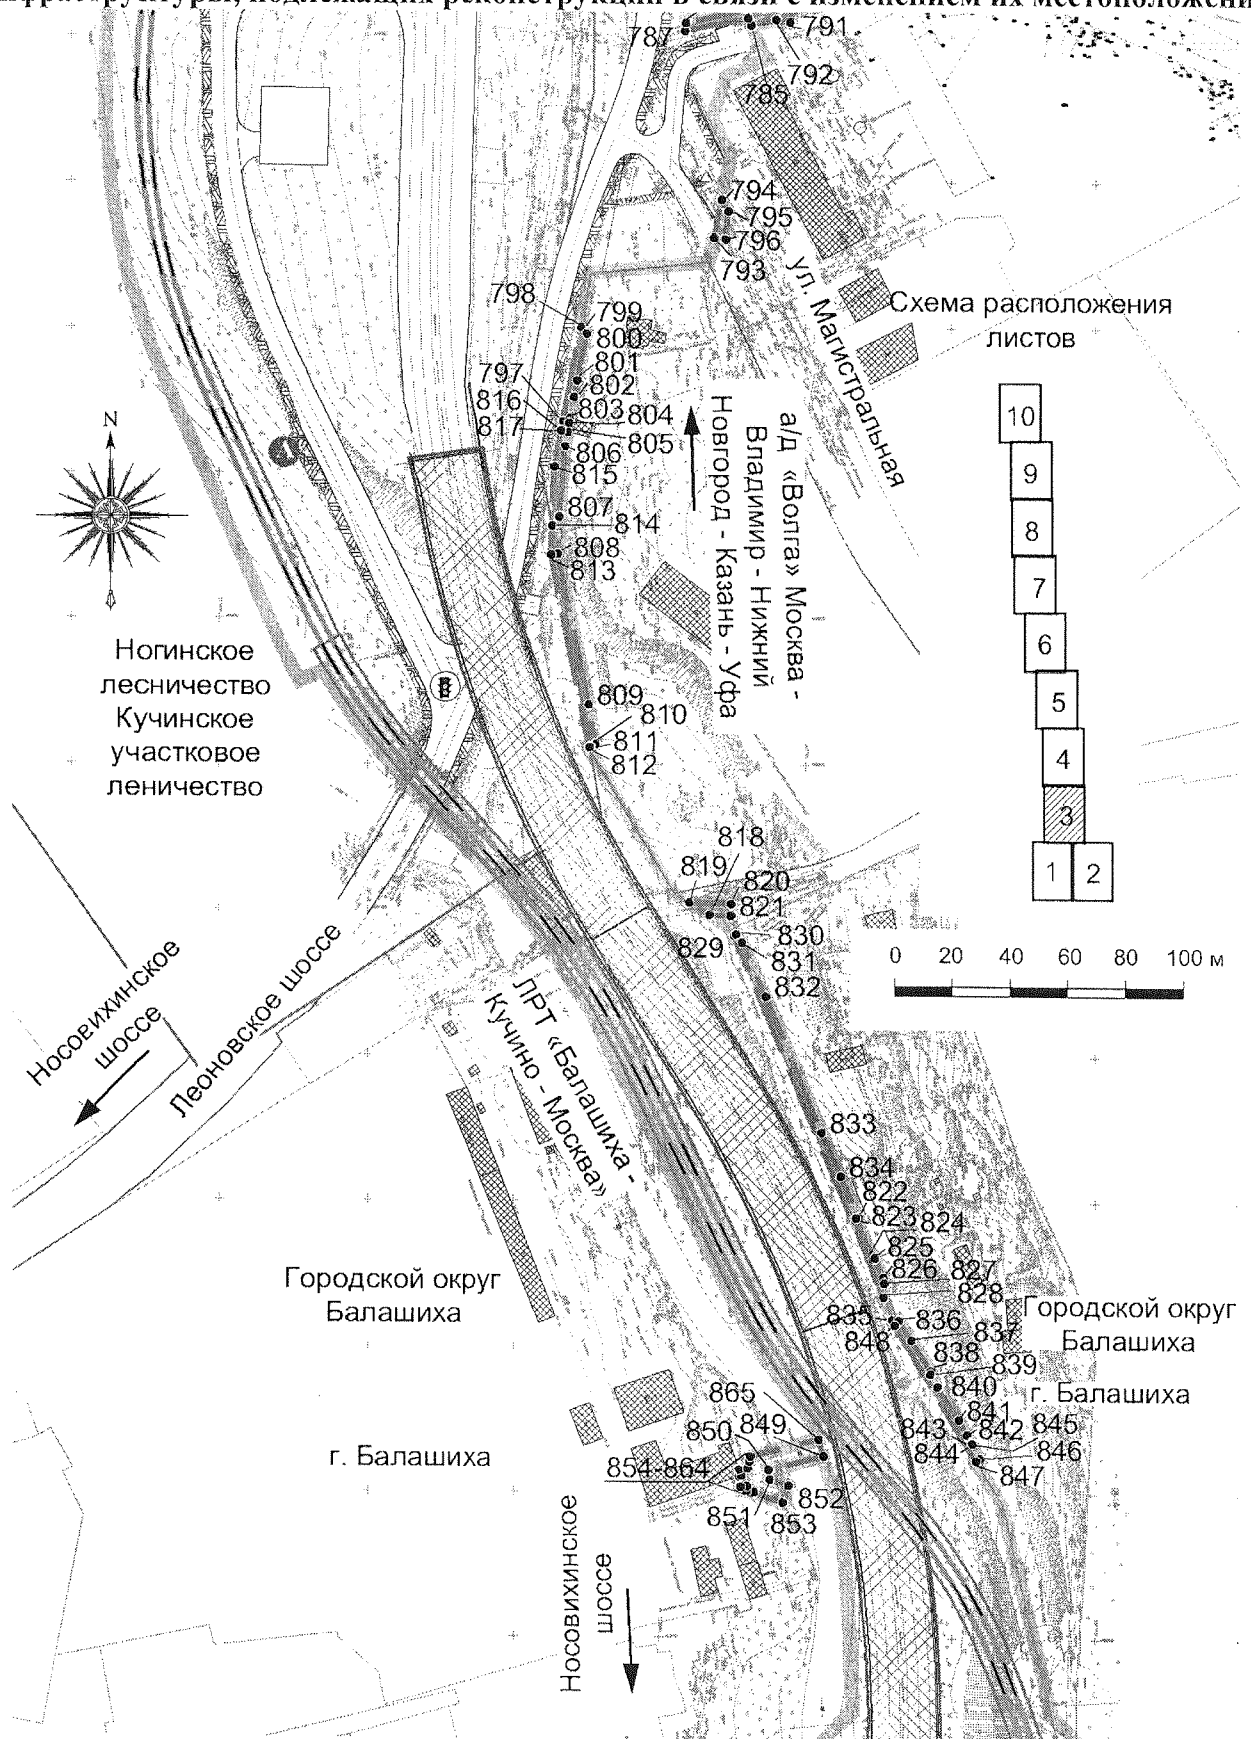 подлежащих реконструкции в связи с изменением их местоположения
787
791
792
785
794
795
796
793
ул. Магистральная
798
799
800
801
802
797
803
804
816
817
805
806
815
807
814
808
813
Схема расположения
листов
10
9
8
7
6
5
4
3
1
2
N
а/д «Волга» Москва -
Владимир - Нижний
Новгород - Казань - Уфа
Ногинское
лесничество
Кучинское
участковое
леничество
809
810
811
812
818
819
820
821
829
830
831
832
0 20 40 60 80 100 м
Носовихинское
шоссе
Леоновское шоссе
ЛРТ «Балашиха -
Кучино - Москва»
833
834
822
823
824
825
826
827
828
835
836
848
837
838
839
840
Городской округ
Балашиха
Городской округ
Балашиха
г. Балашиха
841
842
843
844
845
846
847
865
850
849
г. Балашиха
854-864
851
852
853
Носовихинское
шоссе